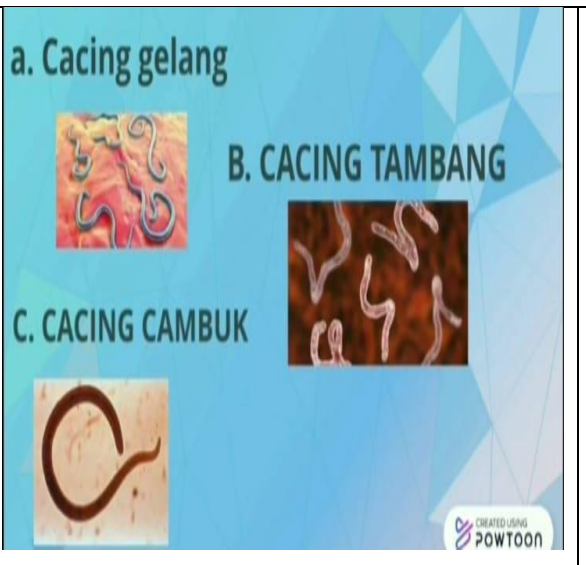 a. Cacing gelang
B. CACING TAMBANG
C. CACING CAMBUK
CREATED USING
POWTOON